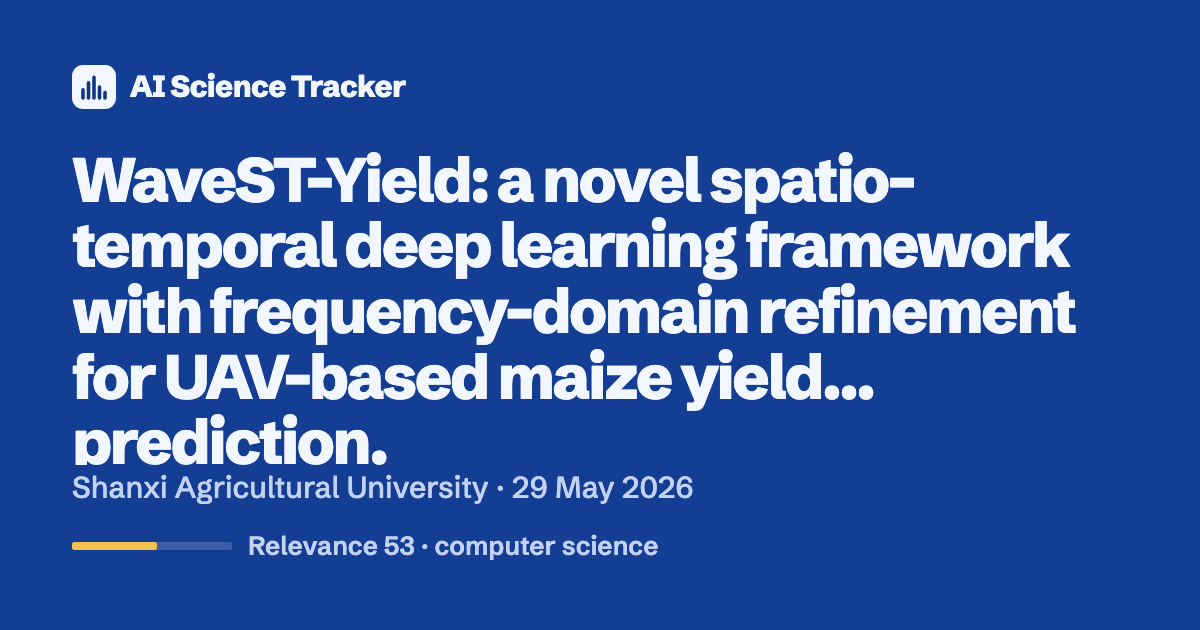 AI Science Tracker
WaveST-Yield: a novel spatio-
temporal deep learning framework
with frequency-domain refinement
for UAV-based maize yield...
prediction.
Shanxi Agricultural University · 29 May 2026
Relevance 53 · computer science